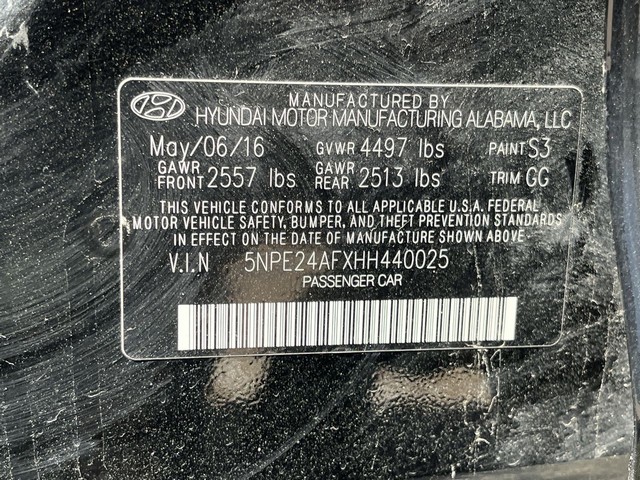 MANUFACTURED BY
HYUNDAI MOTOR MANUFACTURING ALABAMA, LLC
May/06/16 GVWR 4497 lbs PAINT S3
GAWR FRONT 2557 lbs GAWR REAR 2513 lbs TRIM GG
THIS VEHICLE CONFORMS TO ALL APPLICABLE U.S.A. FEDERAL
MOTOR VEHICLE SAFETY, BUMPER, AND THEFT PREVENTION STANDARDS
IN EFFECT ON THE DATE OF MANUFACTURE SHOWN ABOVE.
V.I.N 5NPE24AFXHH440025
PASSENGER CAR